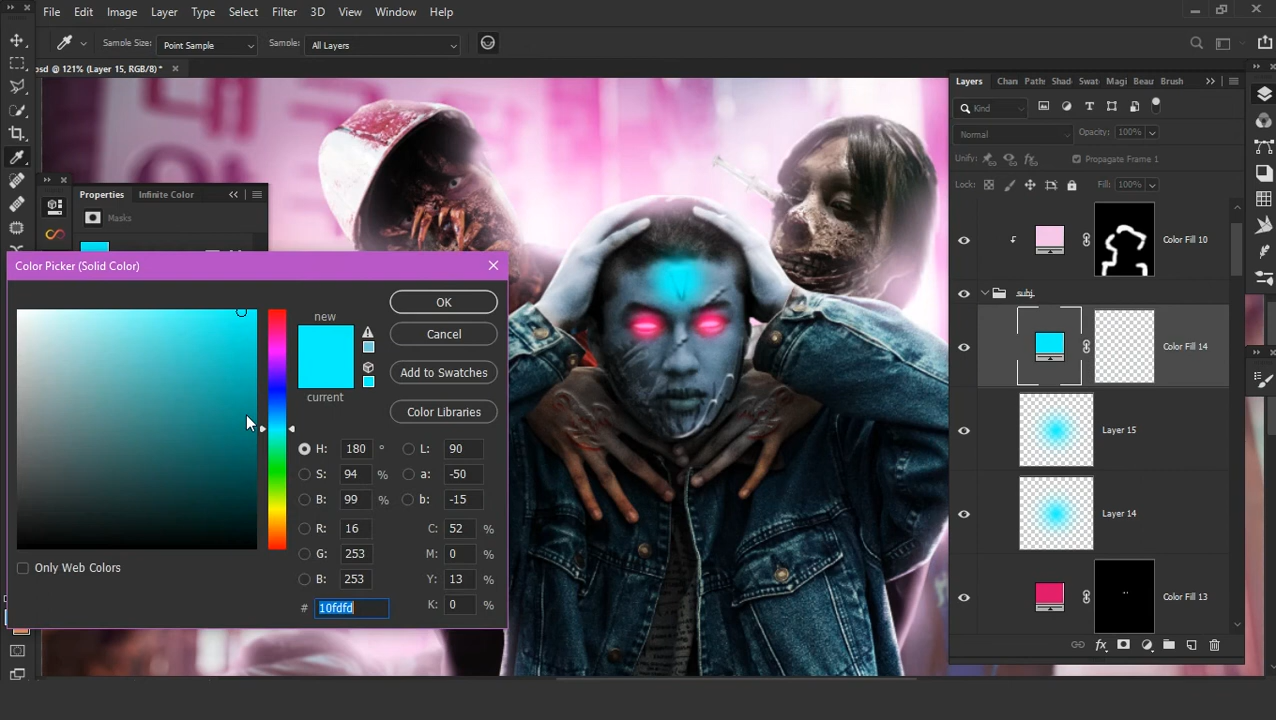 File Edit Image Layer Type Select Filter 3D View Window Help
Sample Size: Point Sample Sample: All Layers
psd @ 121% (Layer 15, RGB/8) *
Layers Chan Paths Shad Swat Magi Beau Brush
Kind
Normal Opacity: 100%
Unify: Propagate Frame 1
Lock: Fill: 100%
Properties Infinite Color
Masks
Color Fill 10
subj
Color Fill 14
Layer 15
Layer 14
Color Fill 13
Color Picker (Solid Color)
new
current
OK
Cancel
Add to Swatches
Color Libraries
H: 180 ° L: 90
S: 94 % a: -50
B: 99 % b: -15
R: 16 C: 52 %
G: 253 M: 0 %
B: 253 Y: 13 %
# 10fdfd K: 0 %
Only Web Colors